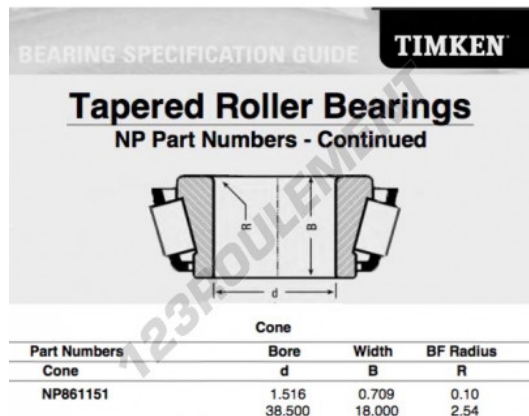 BEARING SPECIFICATION GUIDE
TIMKEN
Tapered Roller Bearings
NP Part Numbers - Continued
R
B
d
123ROULEMENT
Cone
Part Numbers Bore Width BF Radius
Cone d B R
NP861151 1.516 0.709 0.10
38.500 18.000 2.54